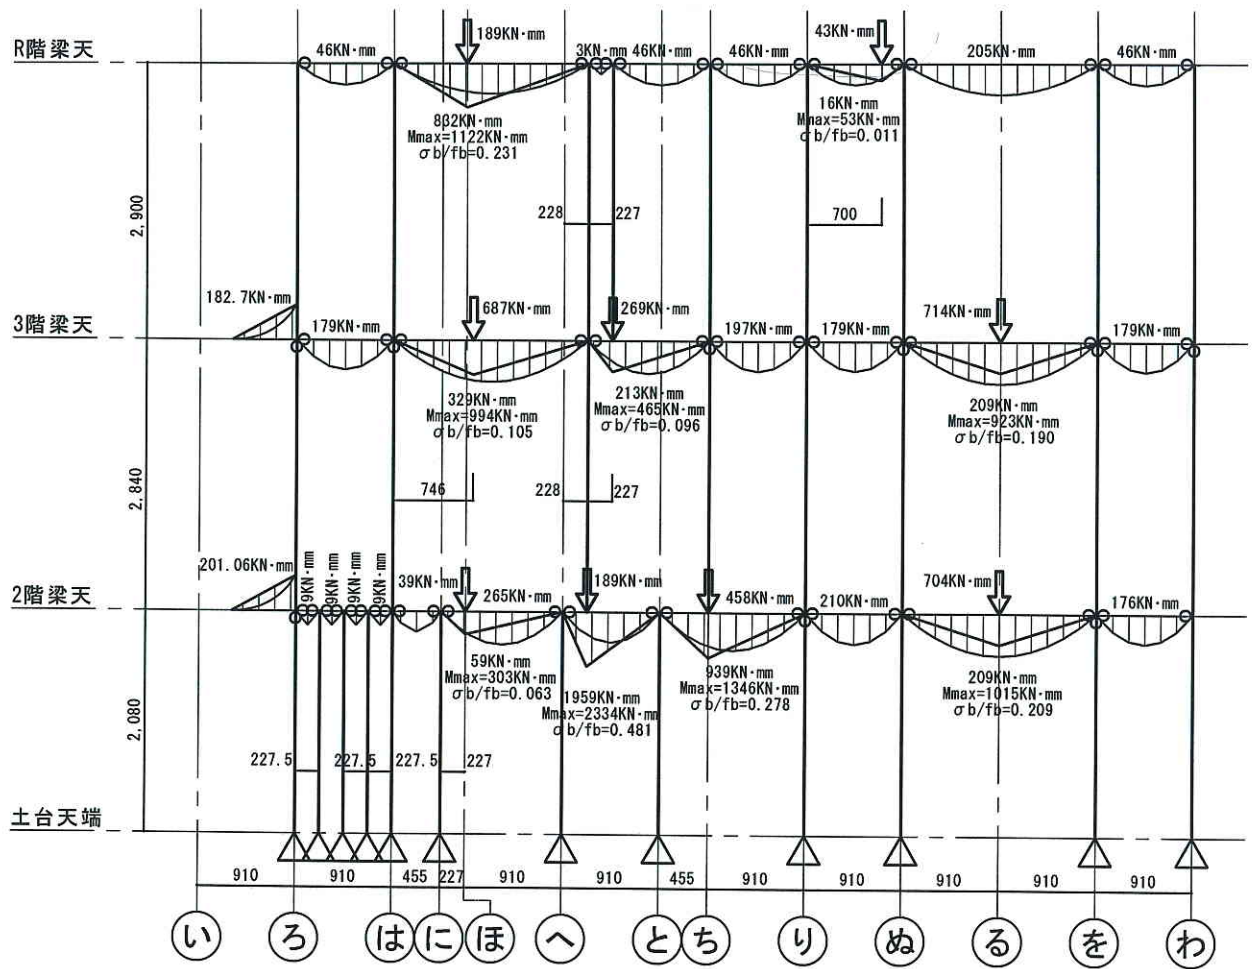 189KN·mm
43KN·mm
R階梁天
46KN·mm
3KN·mm
46KN·mm
46KN·mm
205KN·mm
46KN·mm
832KN·mm
Mmax=1122KN·mm
σb/fb=0.231
16KN·mm
Mmax=53KN·mm
σb/fb=0.011
2,900
228
227
700
182.7KN·mm
687KN·mm
269KN·mm
714KN·mm
3階梁天
179KN·mm
197KN·mm
179KN·mm
179KN·mm
329KN·mm
Mmax=994KN·mm
σb/fb=0.105
213KN·mm
Mmax=465KN·mm
σb/fb=0.096
209KN·mm
Mmax=923KN·mm
σb/fb=0.190
2,840
746
228
227
201.06KN·mm
9KN·mm
9KN·mm
9KN·mm
9KN·mm
39KN·mm
189KN·mm
704KN·mm
2階梁天
265KN·mm
458KN·mm
210KN·mm
176KN·mm
59KN·mm
Mmax=303KN·mm
σb/fb=0.063
1959KN·mm
Mmax=2334KN·mm
σb/fb=0.481
939KN·mm
Mmax=1346KN·mm
σb/fb=0.278
209KN·mm
Mmax=1015KN·mm
σb/fb=0.209
2,080
227.5
227.5
227.5
227
土台天端
910
910
455
227
910
910
455
910
910
910
910
910
い
ろ
は
に
ほ
へ
と
ち
り
ぬ
る
を
わ